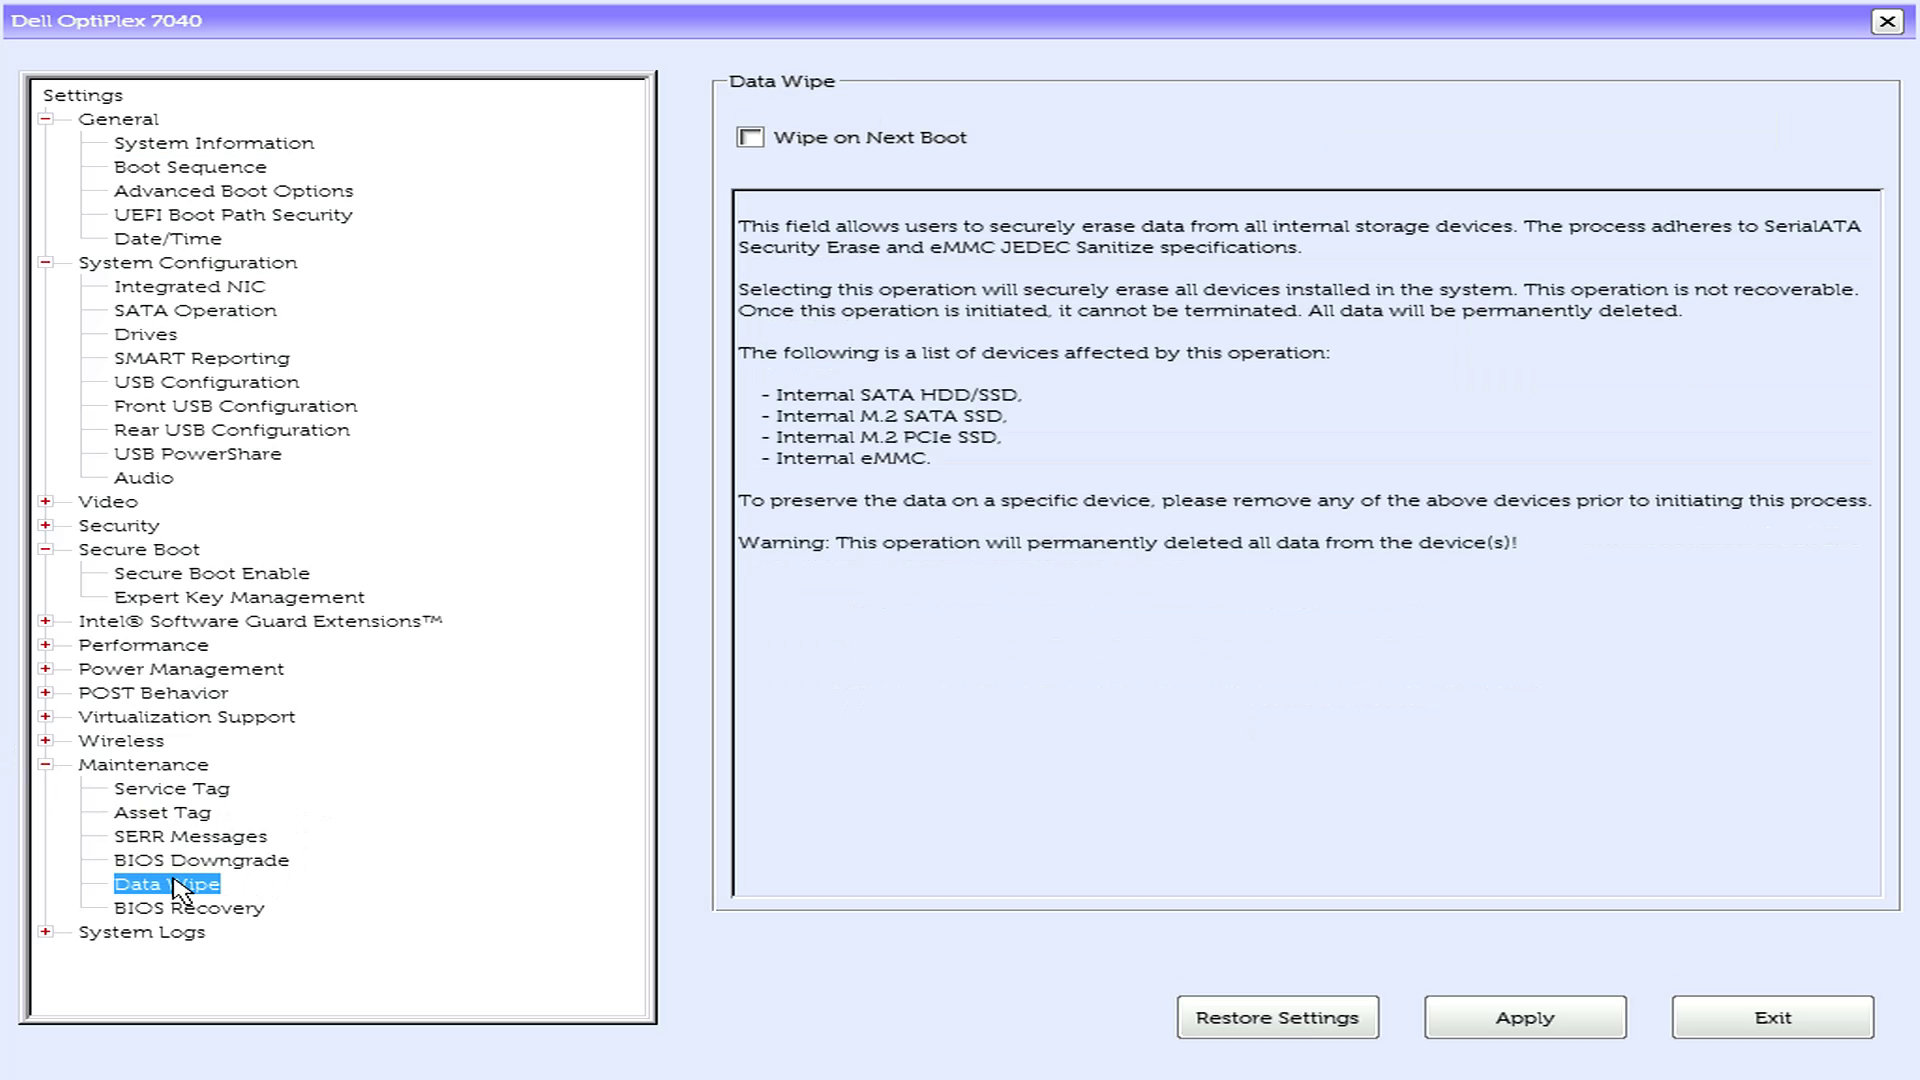 Dell OptiPlex 7040
Settings
General
System Information
Boot Sequence
Advanced Boot Options
UEFI Boot Path Security
Date/Time
System Configuration
Integrated NIC
SATA Operation
Drives
SMART Reporting
USB Configuration
Front USB Configuration
Rear USB Configuration
USB PowerShare
Audio
Video
Security
Secure Boot
Secure Boot Enable
Expert Key Management
Intel® Software Guard Extensions™
Performance
Power Management
POST Behavior
Virtualization Support
Wireless
Maintenance
Service Tag
Asset Tag
SERR Messages
BIOS Downgrade
Data Wipe
BIOS Recovery
System Logs
Data Wipe
Wipe on Next Boot
This field allows users to securely erase data from all internal storage devices. The process adheres to SerialATA
Security Erase and eMMC JEDEC Sanitize specifications.
Selecting this operation will securely erase all devices installed in the system. This operation is not recoverable.
Once this operation is initiated, it cannot be terminated. All data will be permanently deleted.
The following is a list of devices affected by this operation:
- Internal SATA HDD/SSD,
- Internal M.2 SATA SSD,
- Internal M.2 PCIe SSD,
- Internal eMMC.
To preserve the data on a specific device, please remove any of the above devices prior to initiating this process.
Warning: This operation will permanently deleted all data from the device(s)!
Restore Settings
Apply
Exit